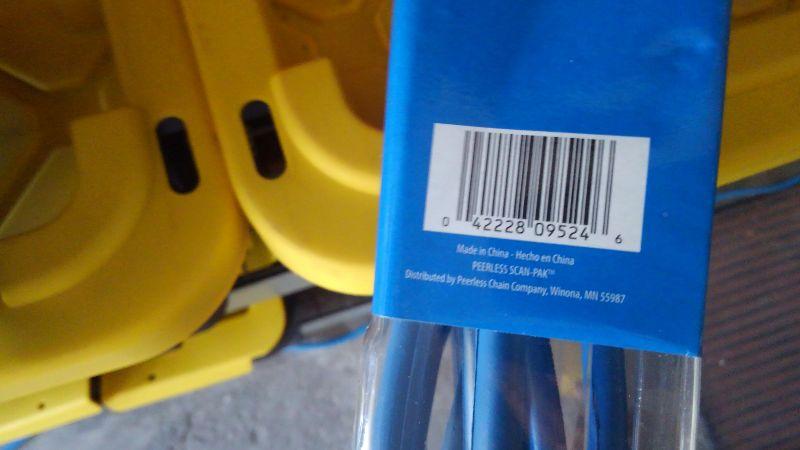 0 42228 09524 6
Made in China - Hecho en China
PEERLESS SCAN-PAK™
Distributed by Peerless Chain Company, Winona, MN 55987